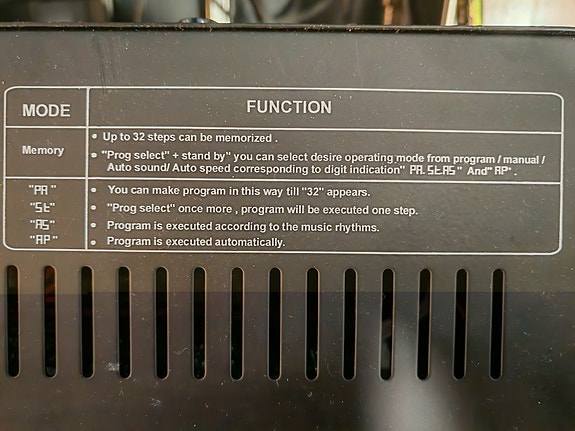 MODE FUNCTION
Memory
• Up to 32 steps can be memorized .
• "Prog select" + stand by" you can select desire operating mode from program / manual /
Auto sound/ Auto speed corresponding to digit indication" PA. St.AS " And" AP" .
"PA" • You can make program in this way till "32" appears.
"St" • "Prog select" once more , program will be executed one step.
"AS" • Program is executed according to the music rhythms.
"AP" • Program is executed automatically.